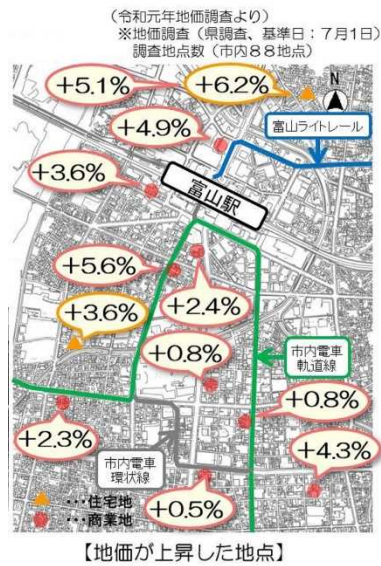 (令和元年地価調査より)
※地価調査(県調査、基準日:7月1日)
調査地点数(市内88地点)
+5.1%
+6.2%
N
+4.9%
富山ライトレール
+3.6%
富山駅
+5.6%
+2.4%
+3.6%
+0.8%
市内電車
軌道線
+0.8%
+2.3%
市内電車
環状線
+4.3%
+0.5%
・・・住宅地
・・・商業地
【地価が上昇した地点】